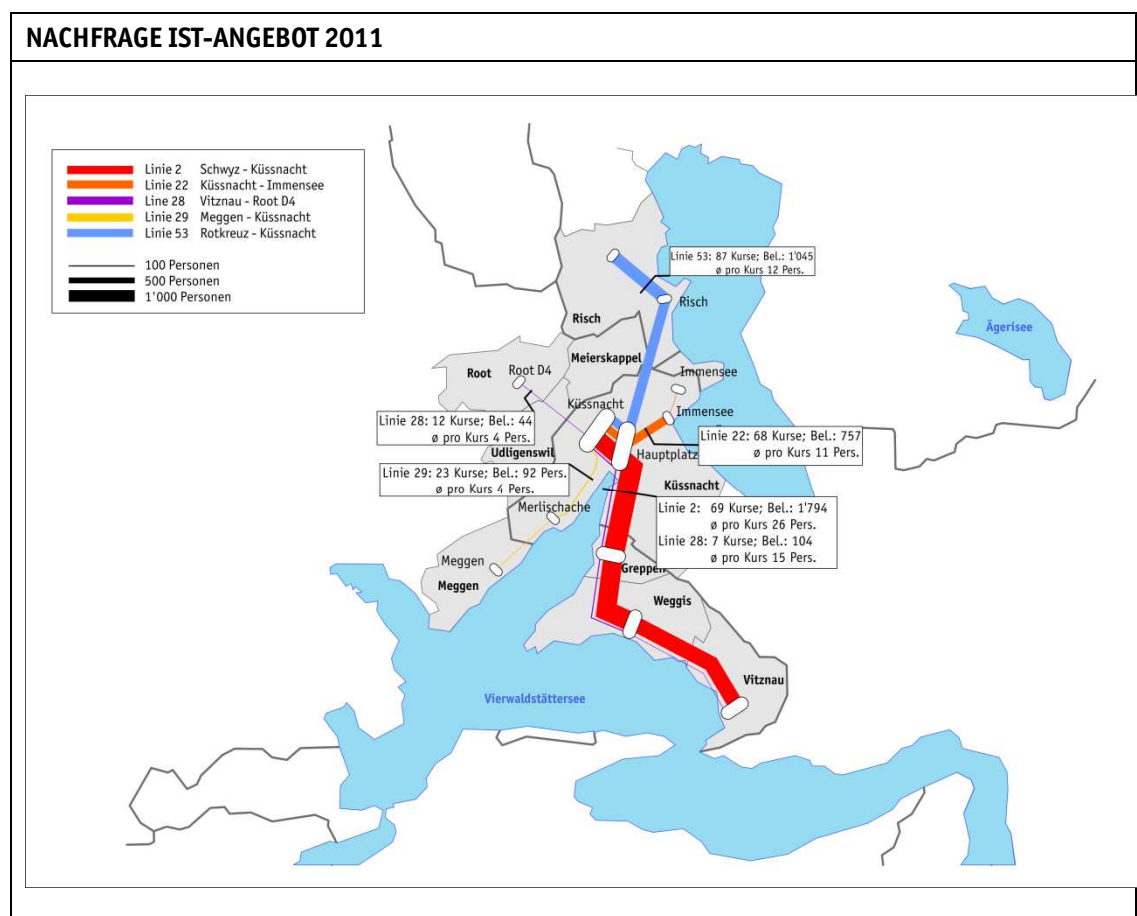 NACHFRAGE IST-ANGEBOT 2011
Linie 2 Schwyz - Küssnacht
Linie 22 Küssnacht - Immensee
Line 28 Vitznau - Root D4
Linie 29 Meggen - Küssnacht
Linie 53 Rotkreuz - Küssnacht
100 Personen
500 Personen
1'000 Personen
Linie 53: 87 Kurse; Bel.: 1'045
ø pro Kurs 12 Pers.
Risch
Risch
Ägerisee
Meierskappel
Root
Root D4
Immensee
Küssnacht
Immensee
Linie 28: 12 Kurse; Bel.: 44
ø pro Kurs 4 Pers.
Linie 22: 68 Kurse; Bel.: 757
ø pro Kurs 11 Pers.
Hauptplatz
Udligenswil
Linie 29: 23 Kurse; Bel.: 92 Pers.
ø pro Kurs 4 Pers.
Küssnacht
Merlischache
Linie 2: 69 Kurse; Bel.: 1'794
ø pro Kurs 26 Pers.
Linie 28: 7 Kurse; Bel.: 104
ø pro Kurs 15 Pers.
Meggen
Meggen
Greppen
Weggis
Vitznau
Vierwaldstättersee